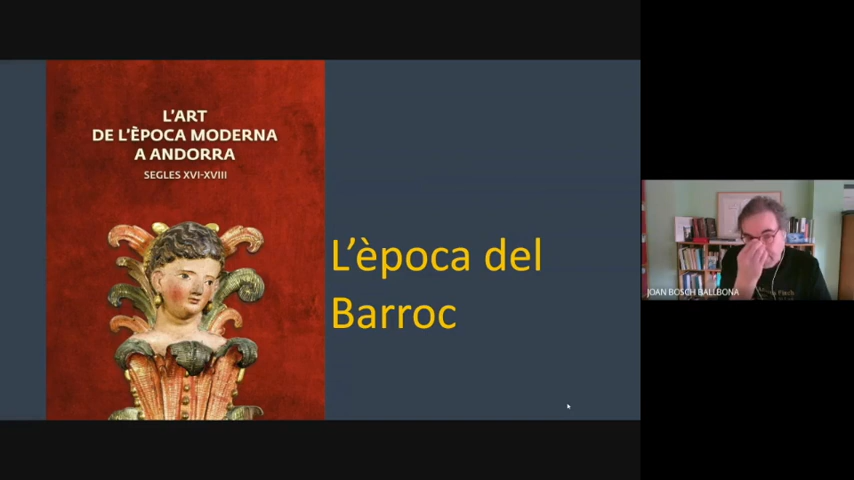 L'ART
DE L'ÈPOCA MODERNA
A ANDORRA
SEGLES XVI-XVIII
L'època del
Barroc
JOAN BOSCH BALLBONA